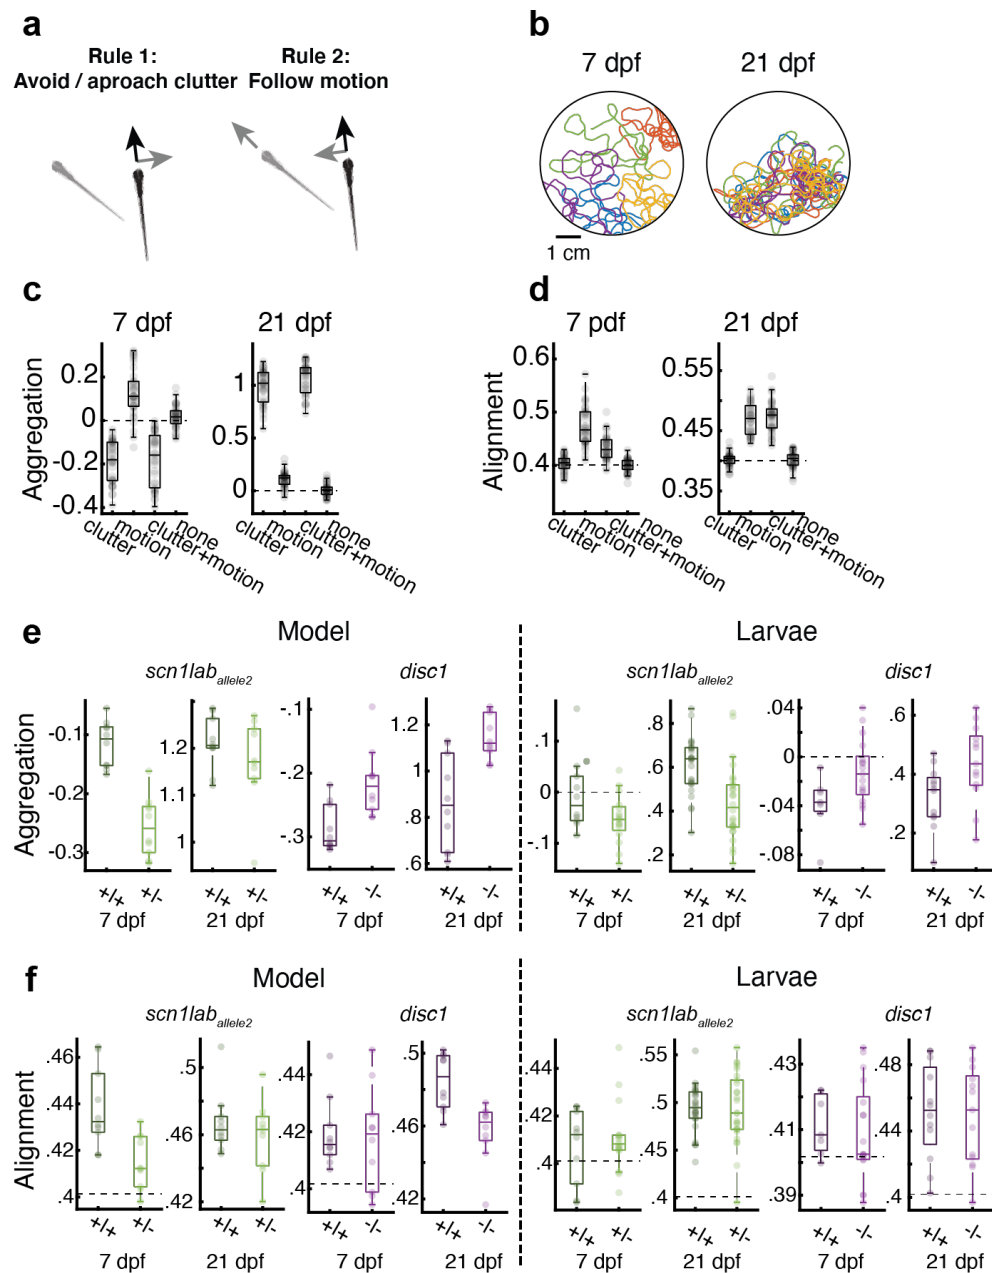 a
Rule 1:
Avoid / aproach clutter
Rule 2:
Follow motion
b
7 dpf
21 dpf
1 cm
c
7 dpf
21 dpf
Aggregation
0.2
0
-0.2
-0.4
clutter
motion
clutter+motion
none
1
0.5
0
clutter
motion
clutter+motion
none
d
7 pdf
21 dpf
Alignment
0.6
0.5
0.4
clutter
motion
clutter+motion
none
0.55
0.45
0.35
clutter
motion
clutter+motion
none
e
Model
Larvae
scn1lab allele2
disc1
scn1lab allele2
disc1
Aggregation
-0.1
-0.2
-0.3
+/+
+/-
7 dpf
1.2
1.1
1
+/+
+/-
21 dpf
-.1
-.2
-.3
+/+
-/-
7 dpf
1.2
1
.8
.6
+/+
-/-
21 dpf
.1
0
-.1
+/+
+/-
7 dpf
.8
.6
.4
.2
+/+
+/-
21 dpf
.04
0
-.04
-.08
+/+
-/-
7 dpf
.6
.4
.2
+/+
-/-
21 dpf
f
Model
Larvae
scn1lab allele2
disc1
scn1lab allele2
disc1
Alignment
.46
.44
.42
.4
+/+
+/-
7 dpf
.5
.46
.42
+/+
+/-
21 dpf
.44
.42
.4
+/+
-/-
7 dpf
.5
.46
.42
+/+
-/-
21 dpf
.44
.42
.4
+/+
+/-
7 dpf
.55
.5
.45
.4
+/+
+/-
21 dpf
.43
.41
.39
+/+
-/-
7 dpf
.48
.44
.4
+/+
-/-
21 dpf